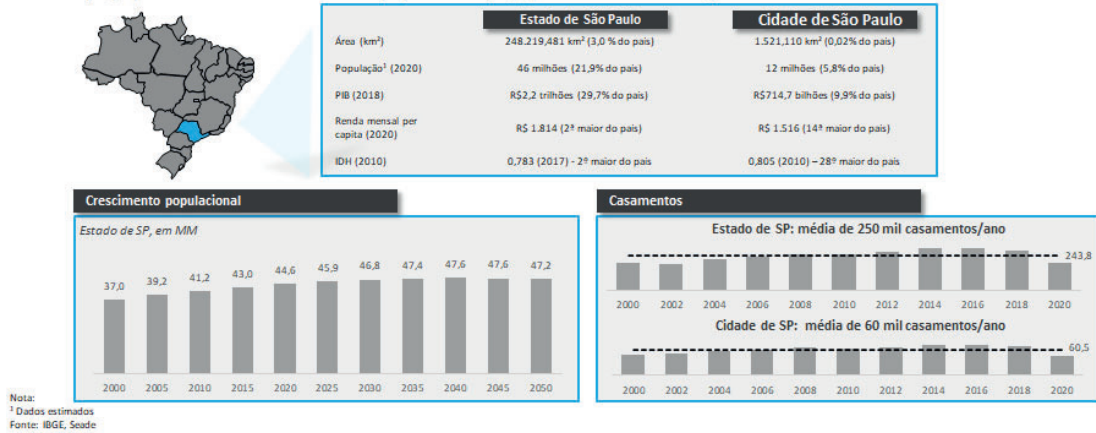 Estado de São Paulo Cidade de São Paulo
Área (km²) 248.219,481 km² (3,0 % do país) 1.521,110 km² (0,02% do país)
População¹ (2020) 46 milhões (21,9% do país) 12 milhões (5,8% do país)
PIB (2018) R$2,2 trilhões (29,7% do país) R$714,7 bilhões (9,9% do país)
Renda mensal per
capita (2020) R$ 1.814 (2ª maior do país) R$ 1.516 (14ª maior do país)
IDH (2010) 0,783 (2017) - 2º maior do país 0,805 (2010) – 28º maior do país
Crescimento populacional
Estado de SP, em MM
37,0 39,2 41,2 43,0 44,6 45,9 46,8 47,4 47,6 47,6 47,2
2000 2005 2010 2015 2020 2025 2030 2035 2040 2045 2050
Casamentos
Estado de SP: média de 250 mil casamentos/ano
243,8
2000 2002 2004 2006 2008 2010 2012 2014 2016 2018 2020
Cidade de SP: média de 60 mil casamentos/ano
60,5
2000 2002 2004 2006 2008 2010 2012 2014 2016 2018 2020
Nota:
¹ Dados estimados
Fonte: IBGE, Seade